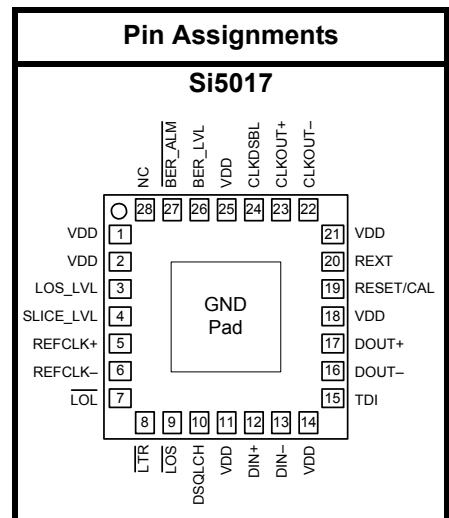 Pin Assignments
Si5017
NC
BER_ALM
BER_LVL
VDD
CLKDSBL
CLKOUT+
CLKOUT–
28 27 26 25 24 23 22
VDD 1
VDD 2
LOS_LVL 3
SLICE_LVL 4
REFCLK+ 5
REFCLK– 6
LOL 7
GND
Pad
21 VDD
20 REXT
19 RESET/CAL
18 VDD
17 DOUT+
16 DOUT–
15 TDI
8 9 10 11 12 13 14
LTR
LOS
DSQLCH
VDD
DIN+
DIN–
VDD